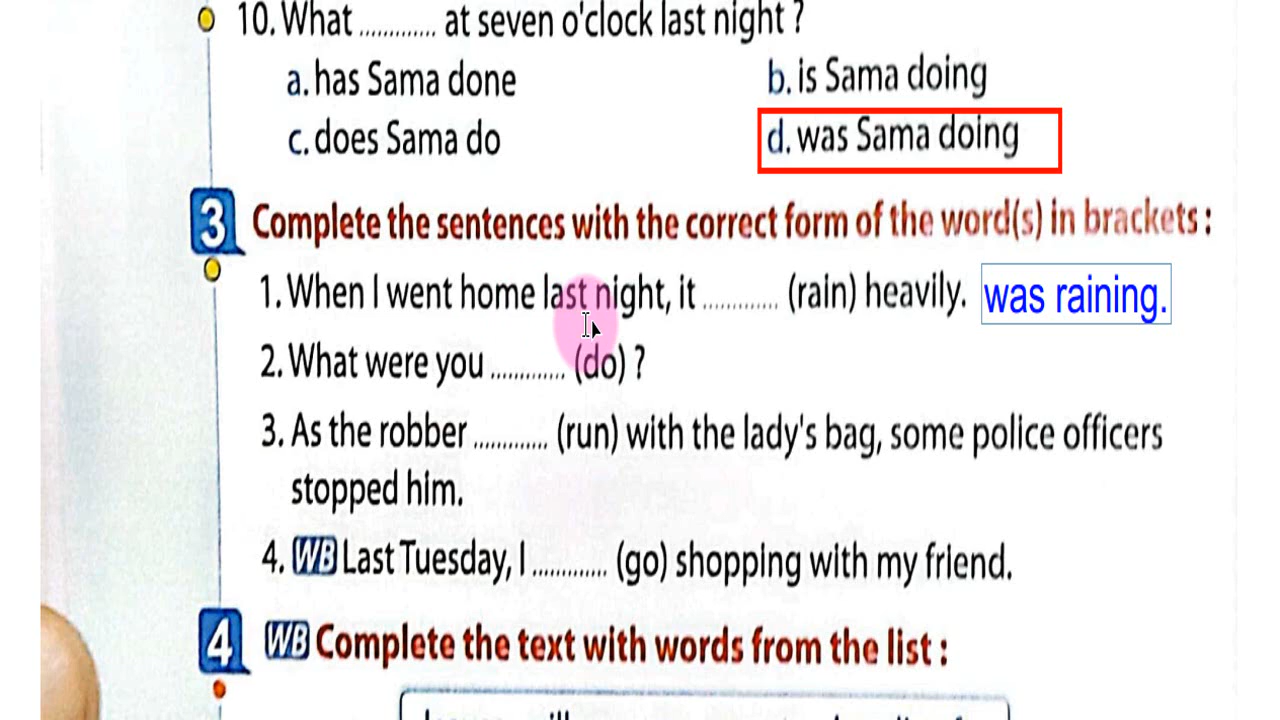 10. What ............. at seven o'clock last night ?
a. has Sama done b. is Sama doing
c. does Sama do d. was Sama doing
3 Complete the sentences with the correct form of the word(s) in brackets :
1. When I went home last night, it ............. (rain) heavily. was raining.
2. What were you ............. (do) ?
3. As the robber ............. (run) with the lady's bag, some police officers
stopped him.
4. WB Last Tuesday, I ............. (go) shopping with my friend.
4 WB Complete the text with words from the list :